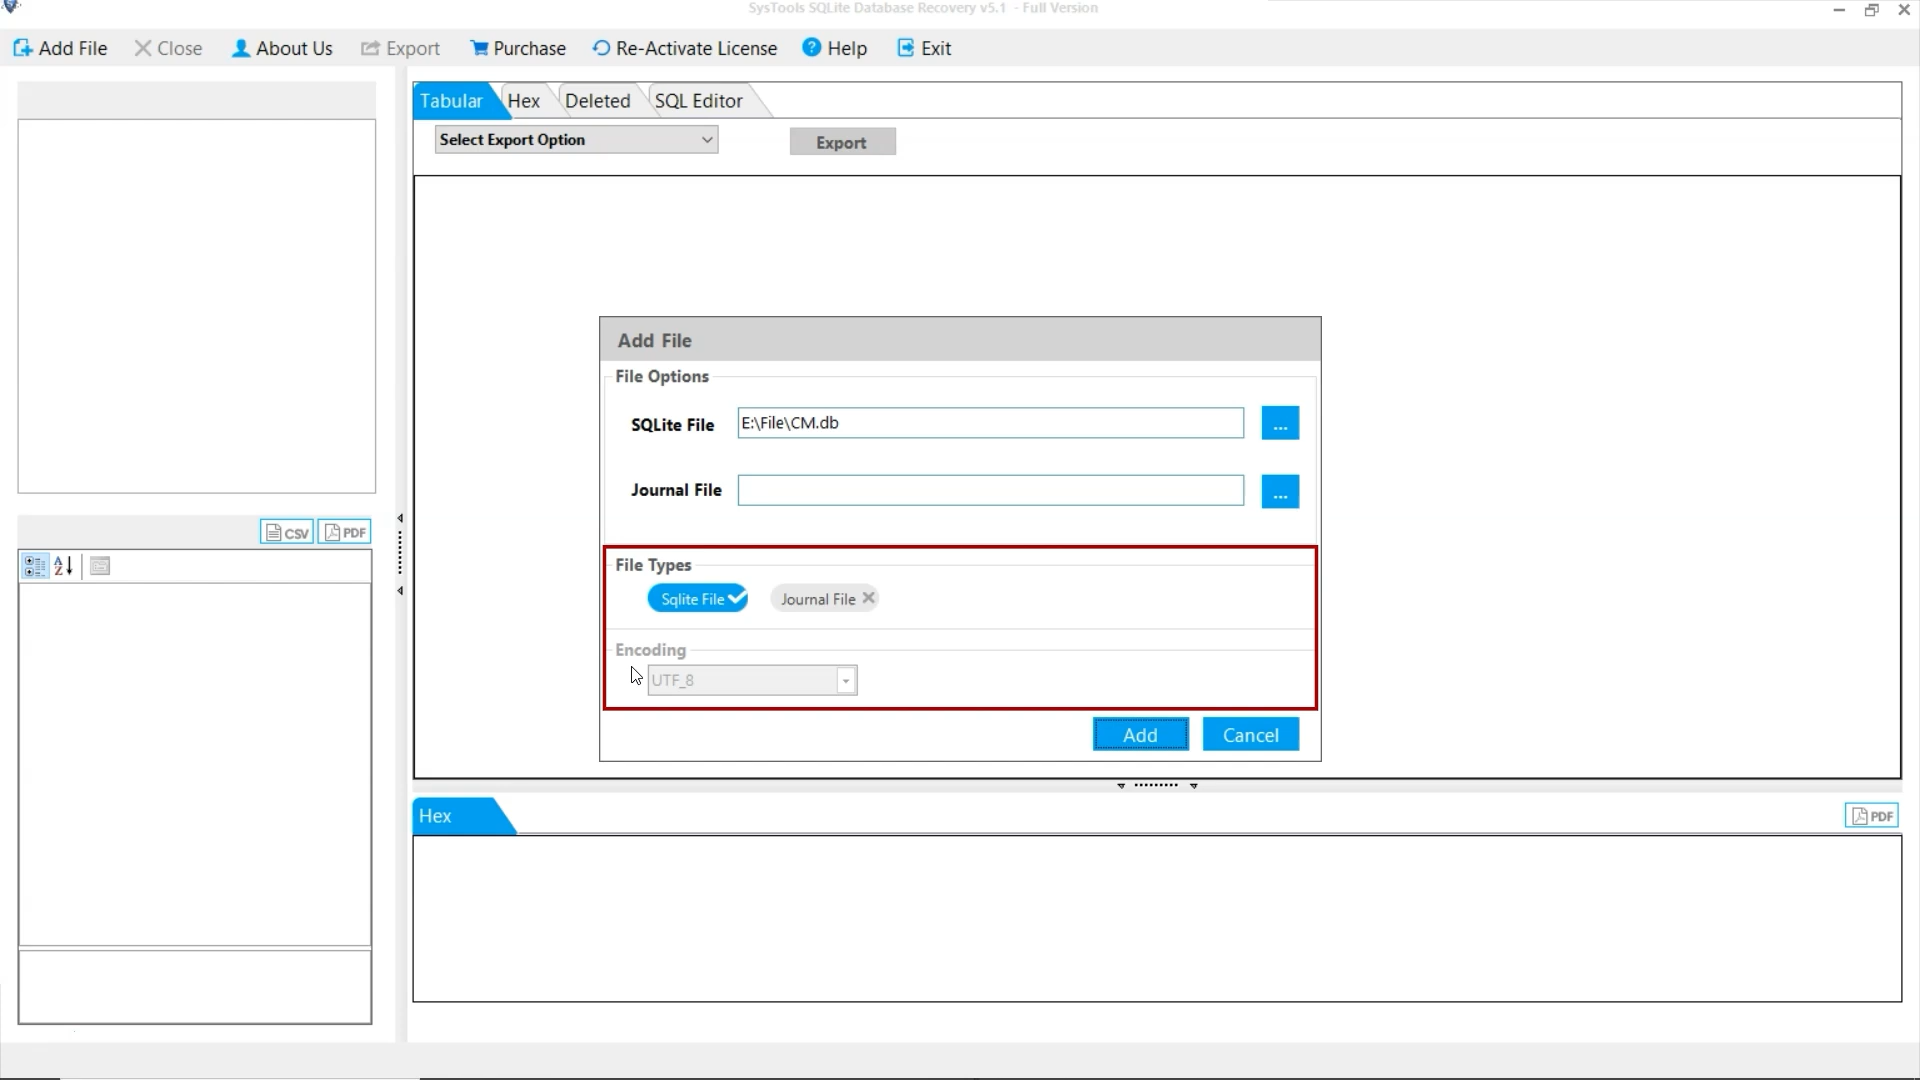 SysTools SQLite Database Recovery v5.1 - Full Version
Add File Close About Us Export Purchase Re-Activate License Help Exit
Tabular Hex Deleted SQL Editor
Select Export Option Export
Add File
File Options
SQLite File E:\File\CM.db ...
Journal File ...
CSV PDF
File Types
Sqlite File Journal File
Encoding
UTF_8
Add Cancel
Hex PDF